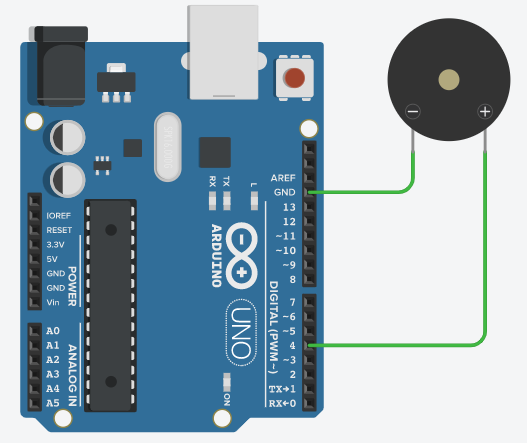 −
+
AREF
GND
13
12
~11
~10
~9
8
7
~6
~5
4
~3
2
TX→1
RX←0
DIGITAL (PWM~)
RX
TX
L
ARDUINO
UNO
ON
IOREF
RESET
3.3V
5V
GND
GND
Vin
POWER
A0
A1
A2
A3
A4
A5
ANALOG IN